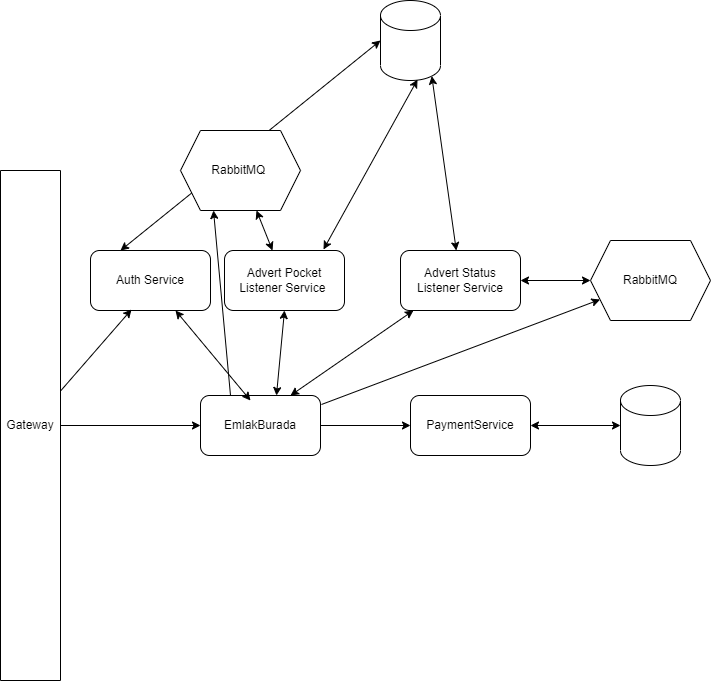 RabbitMQ
Auth Service
Advert Pocket
Listener Service
Advert Status
Listener Service
RabbitMQ
Gateway
EmlakBurada
PaymentService